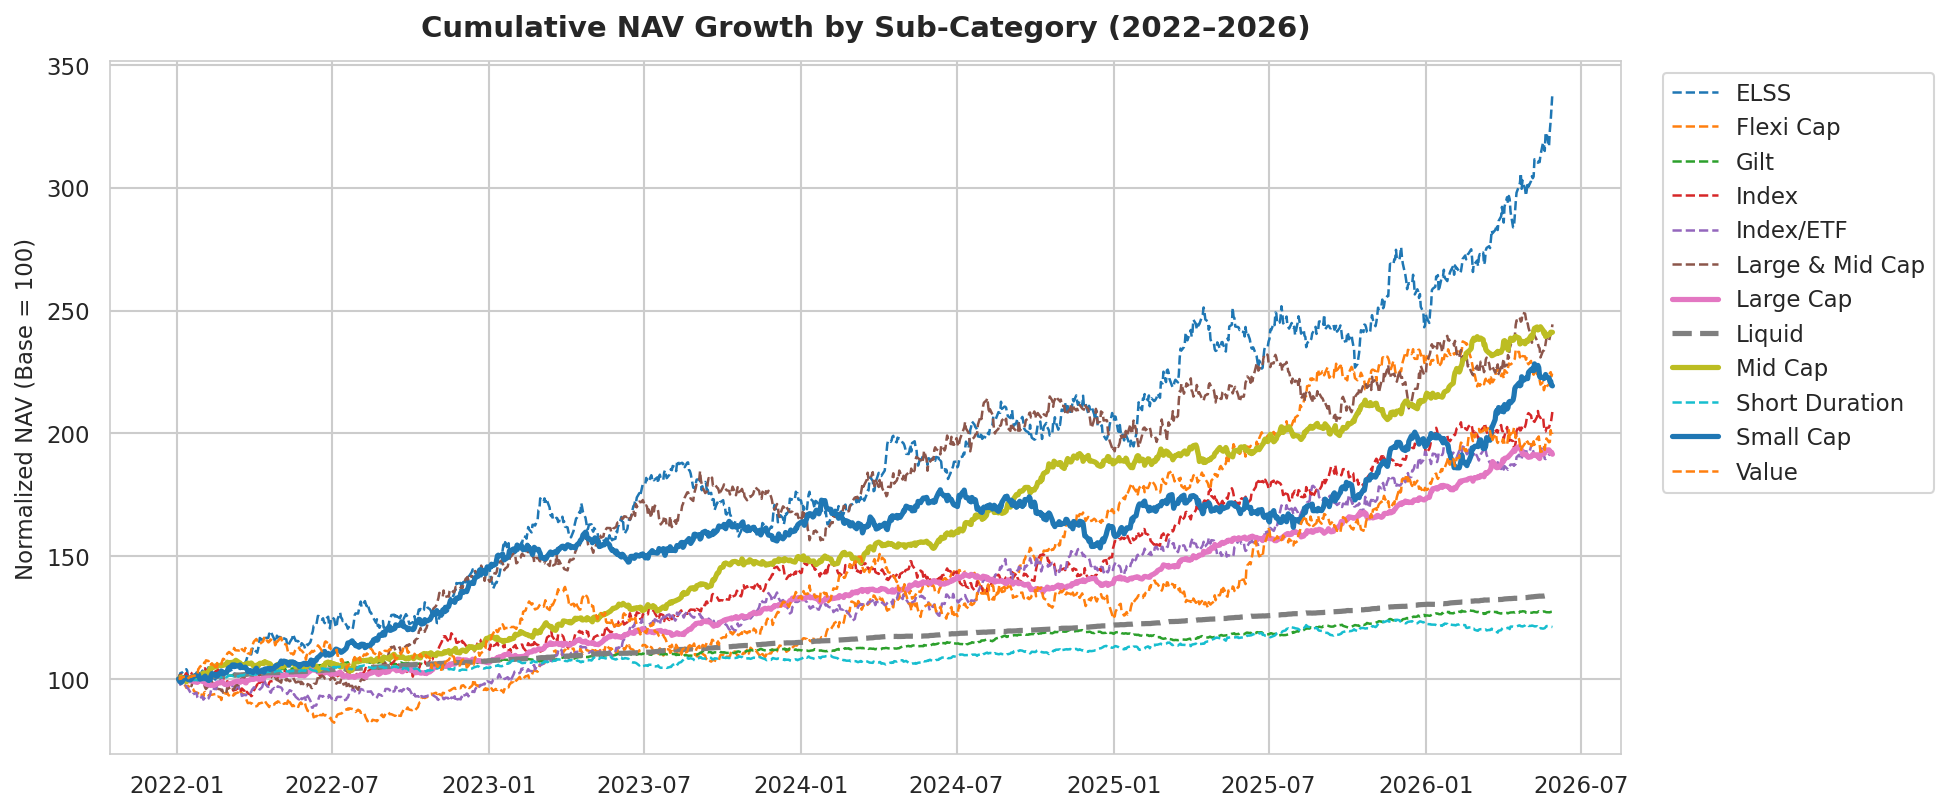 Cumulative NAV Growth by Sub-Category (2022–2026)
Normalized NAV (Base = 100)
350
300
250
200
150
100
2022-01
2022-07
2023-01
2023-07
2024-01
2024-07
2025-01
2025-07
2026-01
2026-07
ELSS
Flexi Cap
Gilt
Index
Index/ETF
Large & Mid Cap
Large Cap
Liquid
Mid Cap
Short Duration
Small Cap
Value